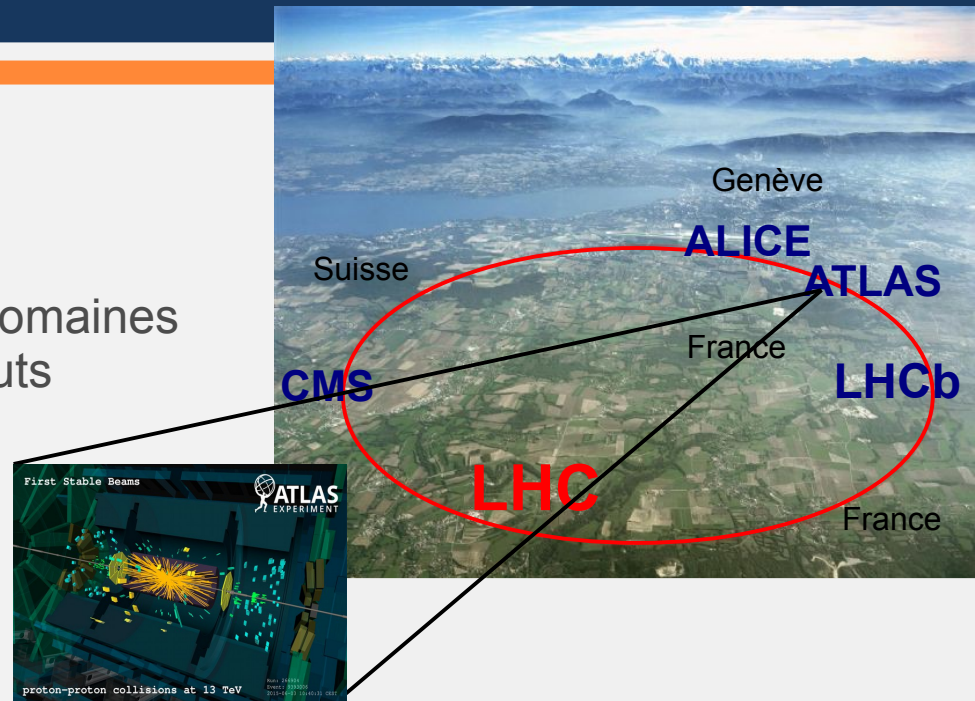 Genève
ALICE
Suisse
ATLAS
omaines
France
uts
CMS
LHCb
LHC
France
First Stable Beams
ATLAS
EXPERIMENT
proton-proton collisions at 13 TeV